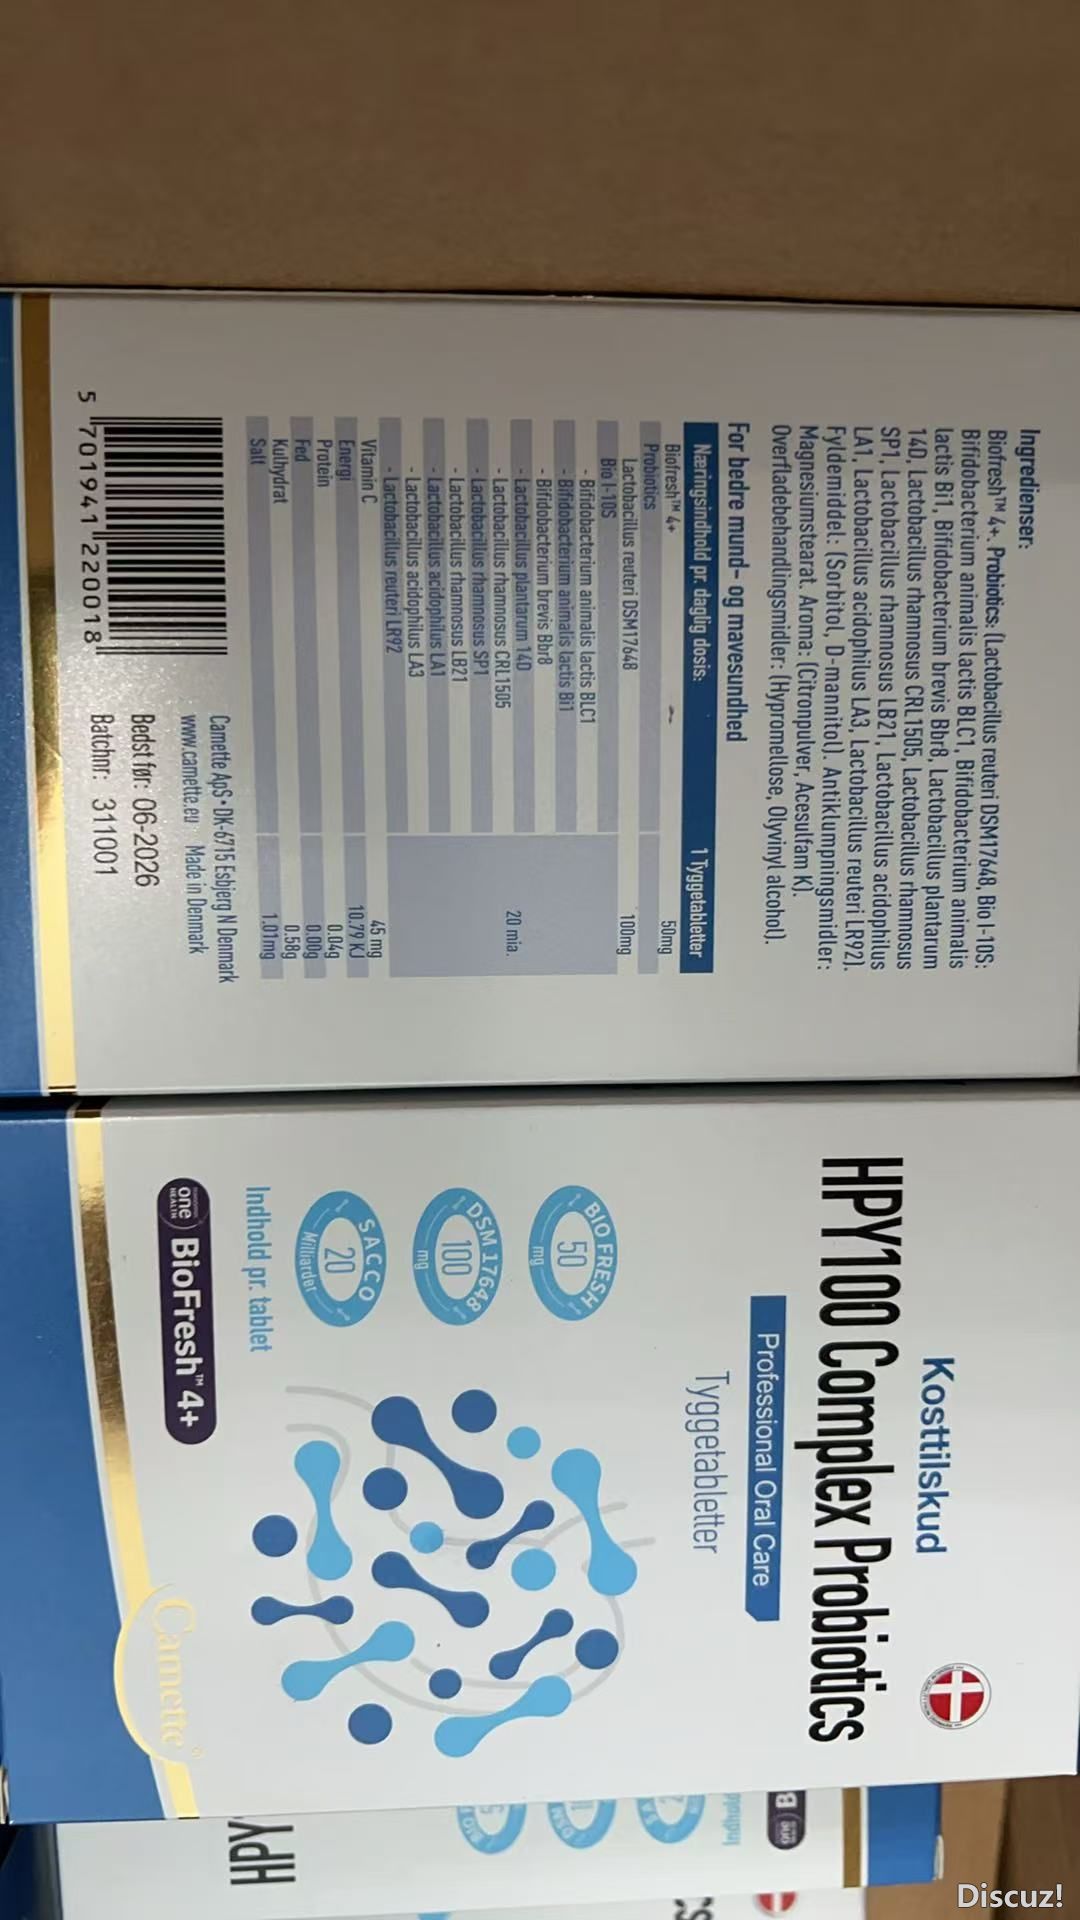 Ingredienser:
Biofresh™ 4+. Probiotics: (Lactobacillus reuteri DSM17648, Bio I-10S:
Bifidobacterium animalis lactis BLC1, Bifidobacterium animalis
lactis Bi1, Bifidobacterium brevis Bbr8, Lactobacillus plantarum
14D, Lactobacillus rhamnosus CRL1505, Lactobacillus rhamnosus
SP1, Lactobacillus rhamnosus LB21, Lactobacillus acidophilus
LA1, Lactobacillus acidophilus LA3, Lactobacillus reuteri LR92).
Fyldemiddel: (Sorbitol, D-mannitol). Antiklumpningsmidler:
Magnesiumstearat. Aroma: (Citronpulver, Acesulfam K).
Overfladebehandlingsmidler: (Hypromellose, Olyvinyl alcohol).
For bedre mund- og mavesundhed
Næringsindhold pr. daglig dosis: 1 Tyggetabletter
Biofresh™ 4+ 50mg
Probiotics
Lactobacillus reuteri DSM17648 100mg
Bio I-10S
- Bifidobacterium animalis lactis BLC1
- Bifidobacterium animalis lactis Bi1
- Bifidobacterium brevis Bbr8
- Lactobacillus plantarum 14D 20 mia.
- Lactobacillus rhamnosus CRL1505
- Lactobacillus rhamnosus SP1
- Lactobacillus rhamnosus LB21
- Lactobacillus acidophilus LA1
- Lactobacillus acidophilus LA3
- Lactobacillus reuteri LR92
Vitamin C 45 mg
Energi 10.79 KJ
Protein 0.04g
Fed 0.00g
Kulhydrat 0.58g
Salt 1.01mg
5 701941 220018
Camette ApS • DK-6715 Esbjerg N Denmark
www.camette.eu Made in Denmark
Bedst før: 06-2026
Batchnr: 311001
Kosttilskud
HPY100 Complex Probiotics
Professional Oral Care
Tyggetabletter
BIO FRESH
50
mg
DSM 17648
100
mg
SACCO
20
Milliarder
Indhold pr. tablet
one
HEALTH
BioFresh™ 4+
Camette
HPY
Discuz!